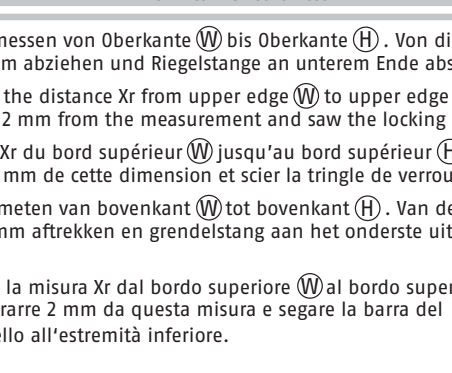 messen von Oberkante Ⓦ bis Oberkante Ⓗ. Von di
m abziehen und Riegelstange an unterem Ende abs
the distance Xr from upper edge Ⓦ to upper edge
2 mm from the measurement and saw the locking
Xr du bord supérieur Ⓦ jusqu'au bord supérieur Ⓗ
mm de cette dimension et scier la tringle de verrou
meten van bovenkant Ⓦ tot bovenkant Ⓗ. Van de
mm aftrekken en grendelstang aan het onderste uit
la misura Xr dal bordo superiore Ⓦ al bordo super
rarre 2 mm da questa misura e segare la barra del
ello all'estremità inferiore.